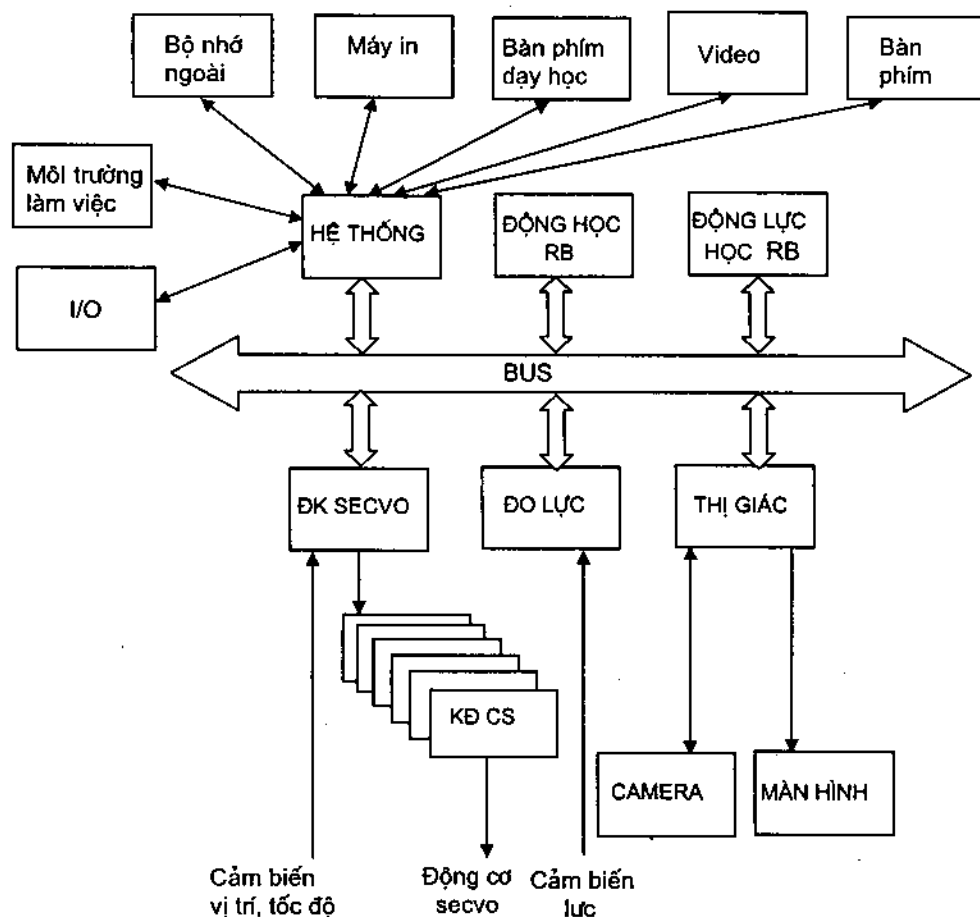 Bộ nhớ
ngoài
Máy in
Bàn phím
dạy học
Video
Bàn
phím
Môi trường
làm việc
HỆ THỐNG
ĐỘNG HỌC
RB
ĐỘNG LỰC
HỌC RB
I/O
BUS
ĐK SECVO
ĐO LỰC
THỊ GIÁC
KĐ CS
CAMERA
MÀN HÌNH
Cảm biến
vị trí, tốc độ
Động cơ
secvo
Cảm biến
lực